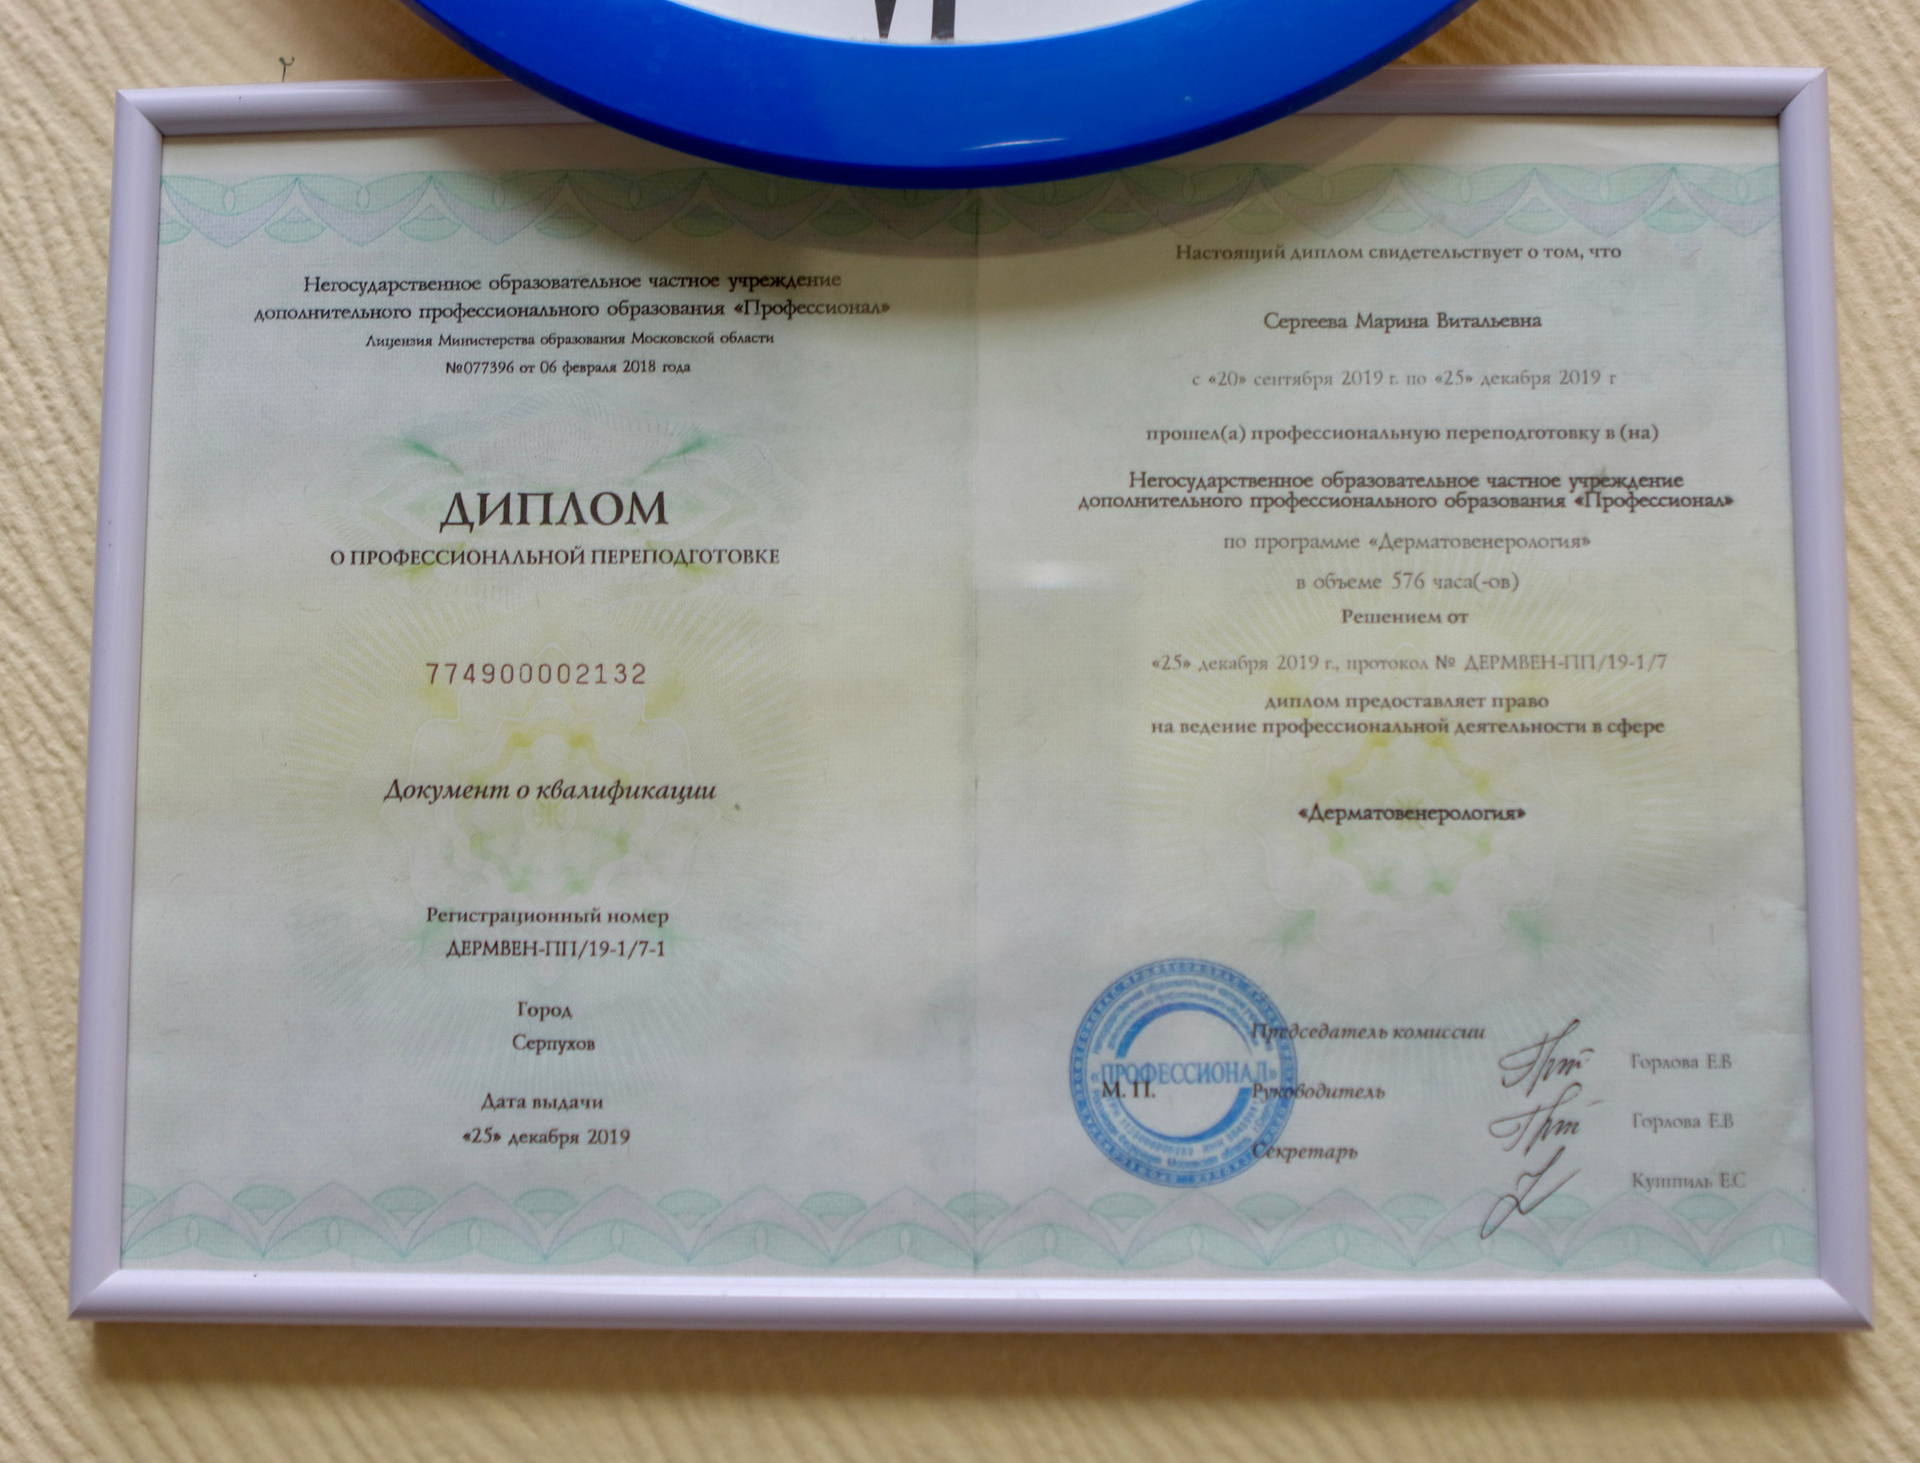 Негосударственное образовательное частное учреждение
дополнительного профессионального образования «Профессионал»
Лицензия Министерства образования Московской области
№077396 от 06 февраля 2018 года
ДИПЛОМ
О ПРОФЕССИОНАЛЬНОЙ ПЕРЕПОДГОТОВКЕ
774900002132
Документ о квалификации
Регистрационный номер
ДЕРМВЕН-ПП/19-1/7-1
Город
Серпухов
Дата выдачи
«25» декабря 2019
Настоящий диплом свидетельствует о том, что
Сергеева Марина Витальевна
с «20» сентября 2019 г. по «25» декабря 2019 г
прошел(а) профессиональную переподготовку в (на)
Негосударственное образовательное частное учреждение
дополнительного профессионального образования «Профессионал»
по программе «Дерматовенерология»
в объеме 576 часа(-ов)
Решением от
«25» декабря 2019 г., протокол № ДЕРМВЕН-ПП/19-1/7
диплом предоставляет право
на ведение профессиональной деятельности в сфере
«Дерматовенерология»
«ПРОФЕССИОНАЛ»
М. П.
Председатель комиссии
Горлова Е.В
Руководитель
Горлова Е.В
Секретарь
Кушпиль Е.С